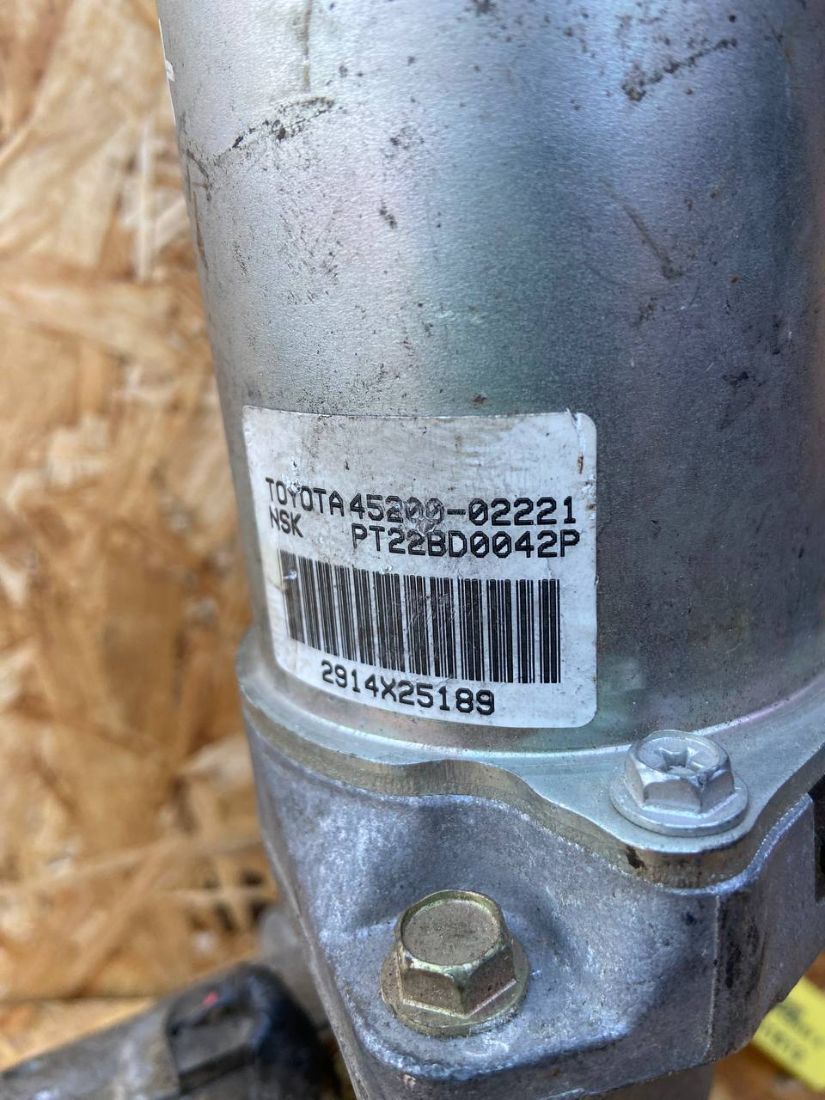 TOYOTA 45200-02221
NSK PT22BD0042P
2914X25189